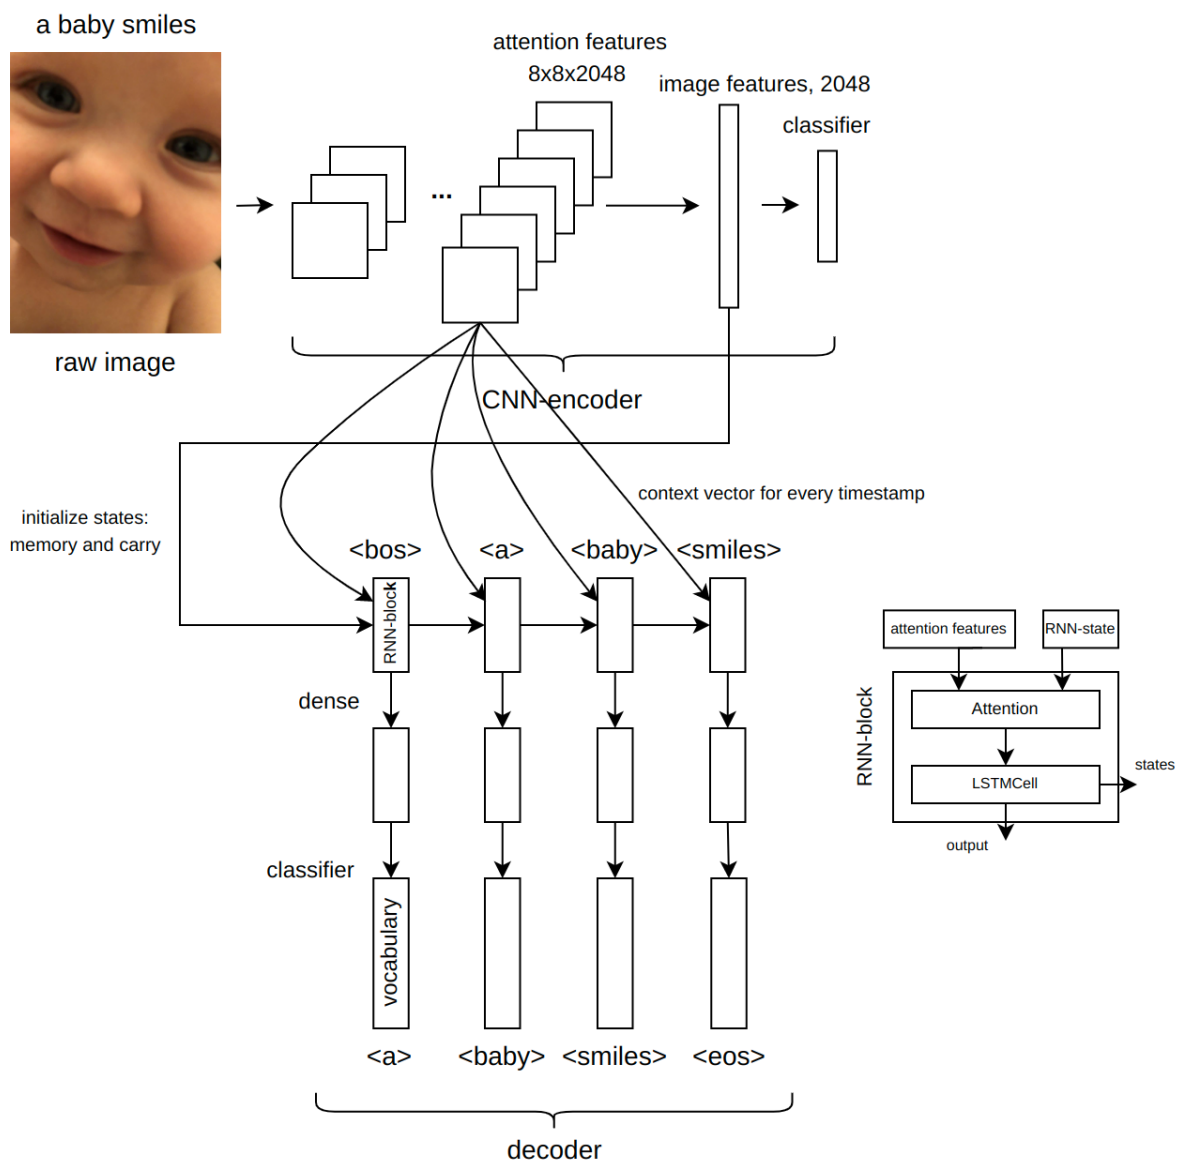 a baby smiles
attention features
8x8x2048
image features, 2048
classifier
...
raw image
CNN-encoder
context vector for every timestamp
initialize states:
memory and carry
<bos>
<a>
<baby>
<smiles>
RNN-block
dense
classifier
vocabulary
<a>
<baby>
<smiles>
<eos>
decoder
attention features
RNN-state
RNN-block
Attention
LSTMCell
states
output